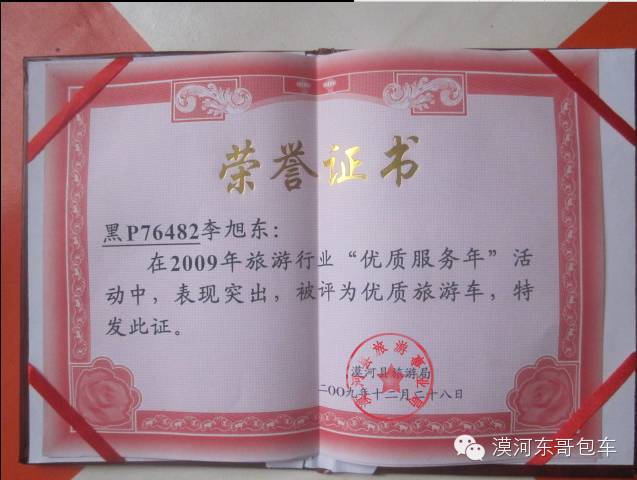 荣誉证书
黑P76482李旭东:
在2009年旅游行业“优质服务年”活
动中,表现突出,被评为优质旅游车,特
发此证。
漠河县旅游局
二〇〇九年十二月二十八日
漠河东哥包车